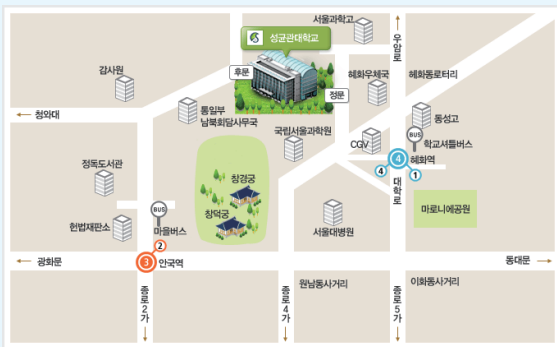 서울과학고
성균관대학교
우암로
감사원
후문
혜화우체국
혜화동로터리
정문
청와대
통일부
남북회담사무국
동성고
국립서울과학원
CGV
BUS
학교셔틀버스
4
혜화역
4
1
정독도서관
창경궁
대학로
마로니에공원
BUS
창덕궁
헌법재판소
마을버스
서울대병원
2
광화문
3
안국역
동대문
종로2가
원남동사거리
종로4가
이화동사거리
종로5가